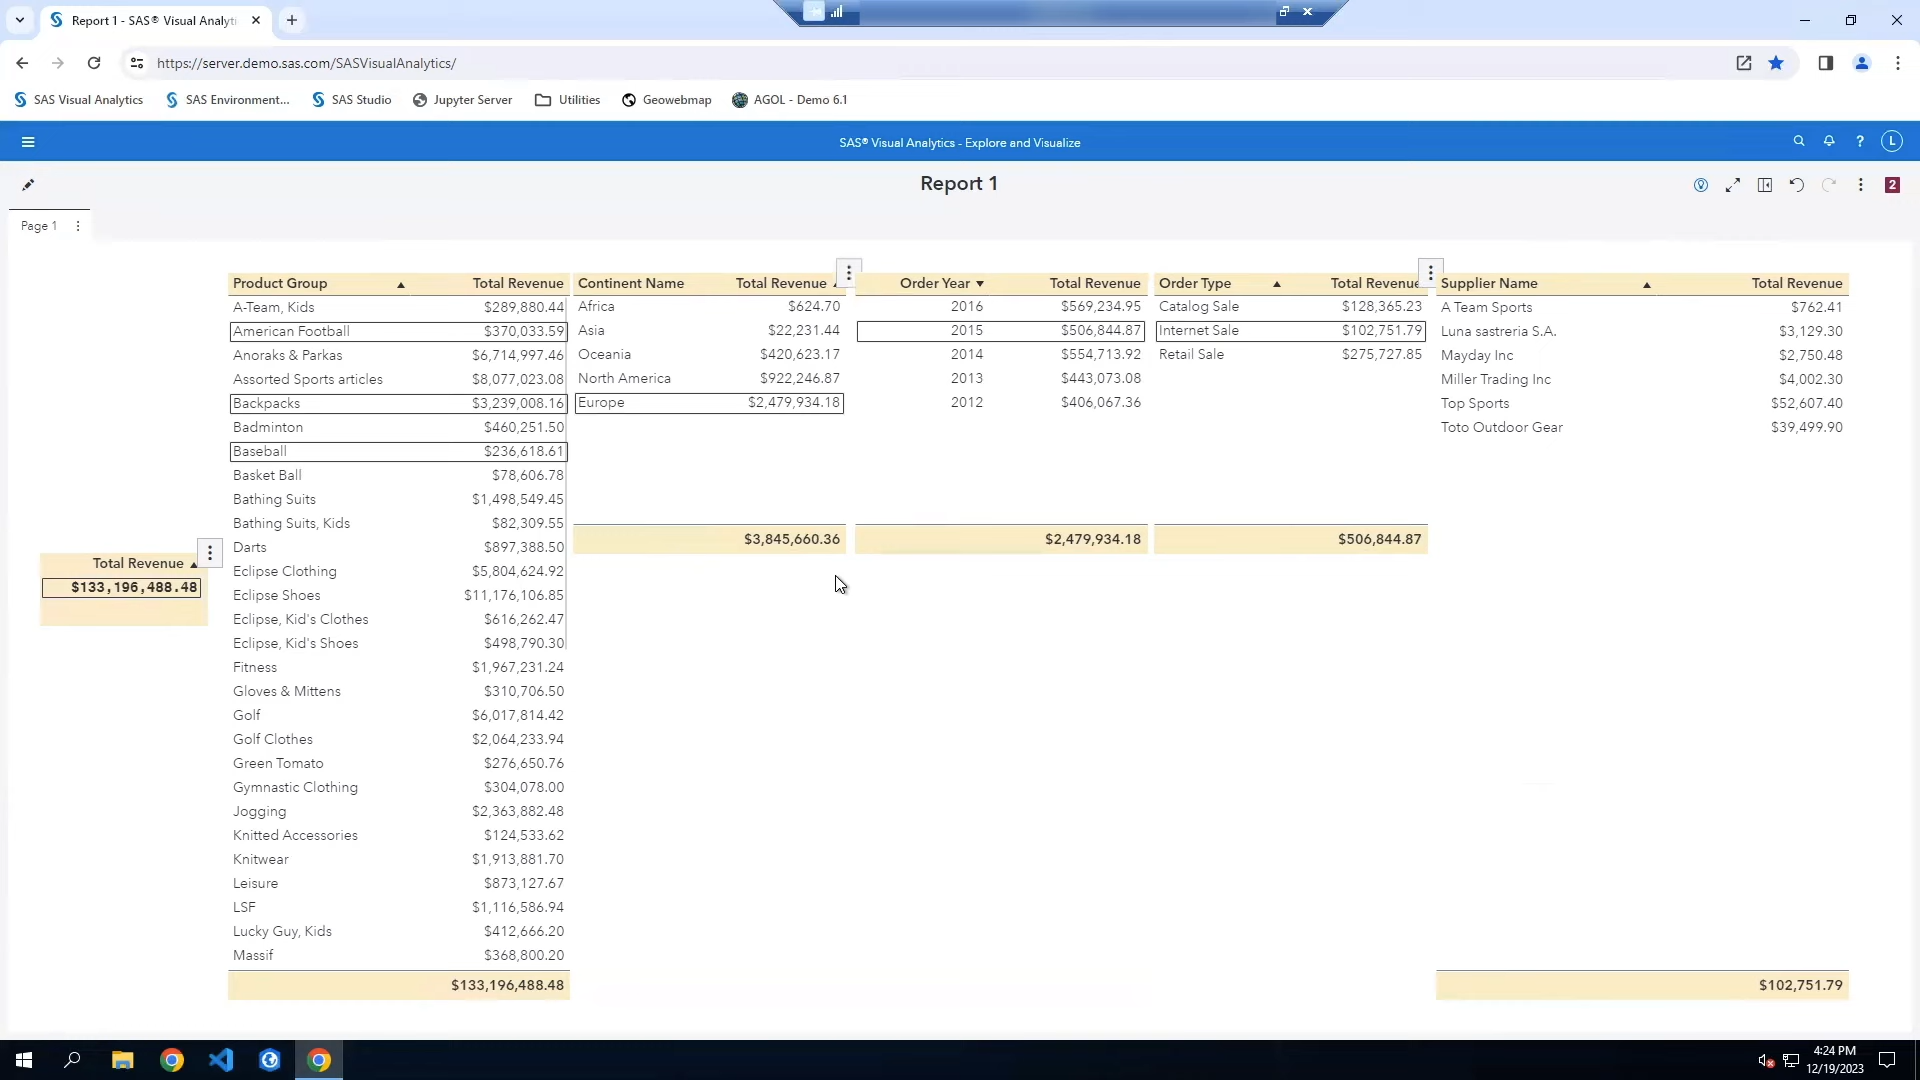 Report 1 - SAS® Visual Analyti
https://server.demo.sas.com/SASVisualAnalytics/
SAS Visual Analytics
SAS Environment...
SAS Studio
Jupyter Server
Utilities
Geowebmap
AGOL - Demo 6.1
SAS® Visual Analytics - Explore and Visualize
L
Report 1
2
Page 1
Total Revenue
$133,196,488.48
Product Group Total Revenue
A-Team, Kids $289,880.44
American Football $370,033.59
Anoraks & Parkas $6,714,997.46
Assorted Sports articles $8,077,023.08
Backpacks $3,239,008.16
Badminton $460,251.50
Baseball $236,618.61
Basket Ball $78,606.78
Bathing Suits $1,498,549.45
Bathing Suits, Kids $82,309.55
Darts $897,388.50
Eclipse Clothing $5,804,624.92
Eclipse Shoes $11,176,106.85
Eclipse, Kid's Clothes $616,262.47
Eclipse, Kid's Shoes $498,790.30
Fitness $1,967,231.24
Gloves & Mittens $310,706.50
Golf $6,017,814.42
Golf Clothes $2,064,233.94
Green Tomato $276,650.76
Gymnastic Clothing $304,078.00
Jogging $2,363,882.48
Knitted Accessories $124,533.62
Knitwear $1,913,881.70
Leisure $873,127.67
LSF $1,116,586.94
Lucky Guy, Kids $412,666.20
Massif $368,800.20
$133,196,488.48
Continent Name Total Revenue
Africa $624.70
Asia $22,231.44
Oceania $420,623.17
North America $922,246.87
Europe $2,479,934.18
$3,845,660.36
Order Year Total Revenue
2016 $569,234.95
2015 $506,844.87
2014 $554,713.92
2013 $443,073.08
2012 $406,067.36
$2,479,934.18
Order Type Total Revenue
Catalog Sale $128,365.23
Internet Sale $102,751.79
Retail Sale $275,727.85
$506,844.87
Supplier Name Total Revenue
A Team Sports $762.41
Luna sastreria S.A. $3,129.30
Mayday Inc $2,750.48
Miller Trading Inc $4,002.30
Top Sports $52,607.40
Toto Outdoor Gear $39,499.90
$102,751.79
4:24 PM
12/19/2023